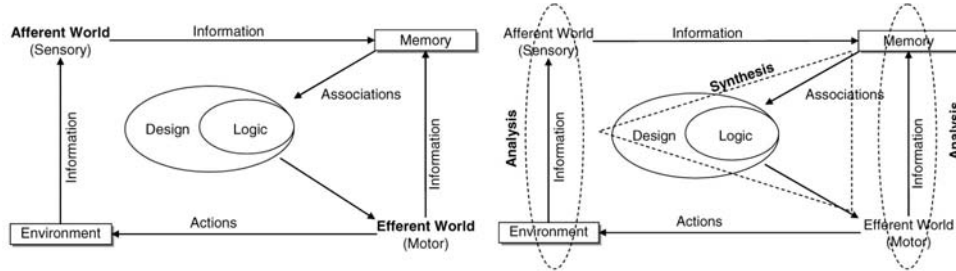 Afferent World
(Sensory)
Information
Memory
Associations
Design
Logic
Information
Information
Environment
Actions
Efferent World
(Motor)
Afferent World
(Sensory)
Information
Memory
Synthesis
Associations
Design
Logic
Analysis
Information
Information
Analysis
Environment
Actions
Efferent World
(Motor)